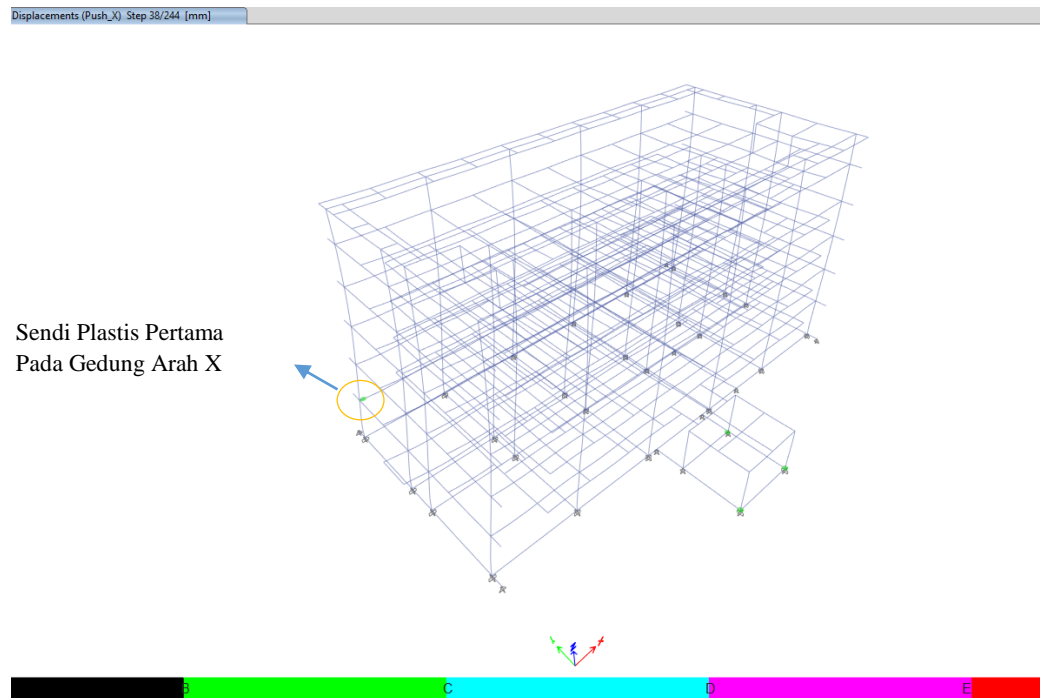 Displacements (Push_X) Step 38/244 [mm]
Sendi Plastis Pertama
Pada Gedung Arah X
B C D E